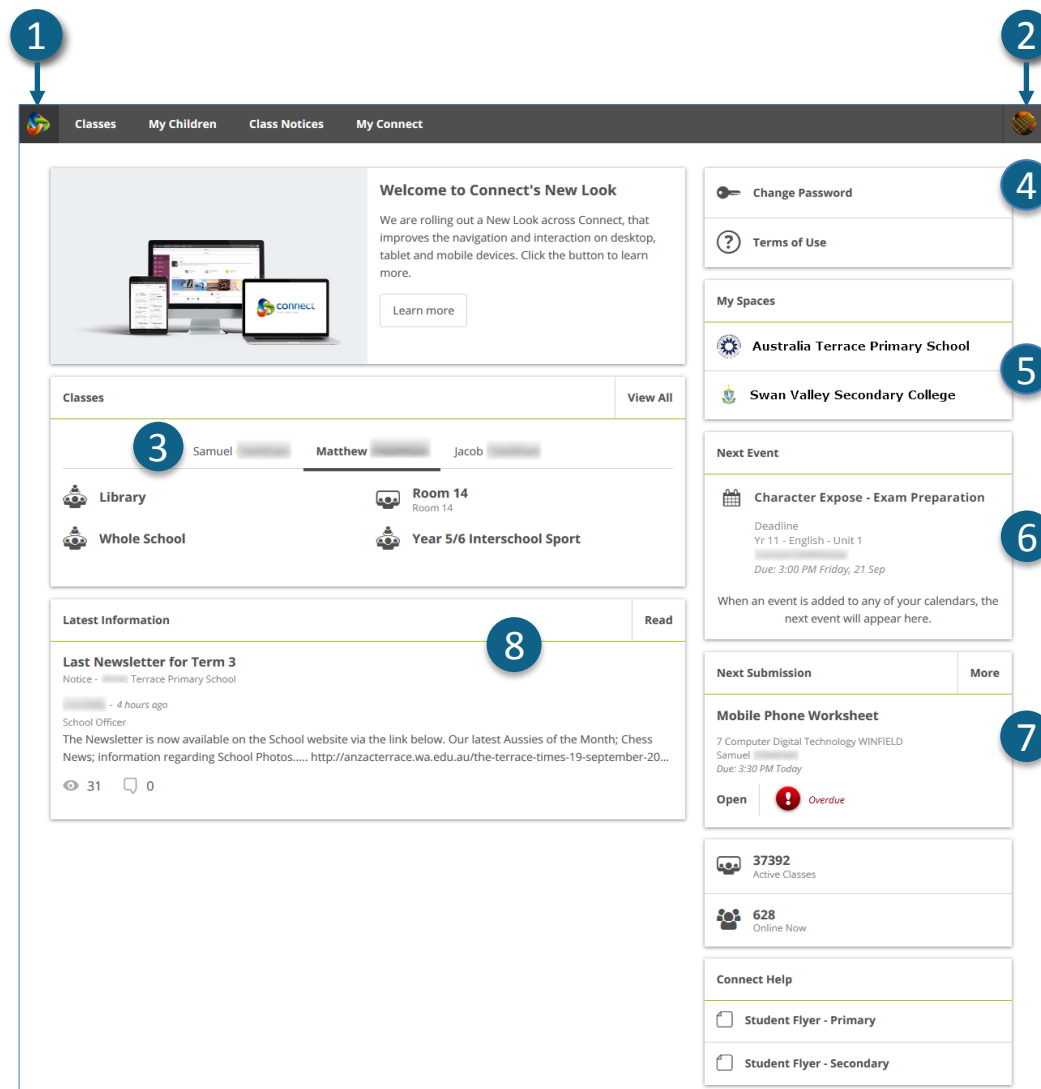 1
2
Classes
My Children
Class Notices
My Connect
Welcome to Connect's New Look
We are rolling out a New Look across Connect, that
improves the navigation and interaction on desktop,
tablet and mobile devices. Click the button to learn
more.
Learn more
connect
4
Change Password
Terms of Use
My Spaces
Australia Terrace Primary School
5
Swan Valley Secondary College
Classes
View All
3
Samuel
Matthew
Jacob
Library
Room 14
Room 14
Whole School
Year 5/6 Interschool Sport
Next Event
Character Expose - Exam Preparation
6
Deadline
Yr 11 - English - Unit 1
Due: 3:00 PM Friday, 21 Sep
When an event is added to any of your calendars, the
next event will appear here.
Latest Information
8
Read
Last Newsletter for Term 3
Notice - Terrace Primary School
- 4 hours ago
School Officer
The Newsletter is now available on the School website via the link below. Our latest Aussies of the Month; Chess
News; information regarding School Photos..... http://anzacterrace.wa.edu.au/the-terrace-times-19-september-20...
31
0
Next Submission
More
Mobile Phone Worksheet
7
7 Computer Digital Technology WINFIELD
Samuel
Due: 3:30 PM Today
Open
Overdue
37392
Active Classes
628
Online Now
Connect Help
Student Flyer - Primary
Student Flyer - Secondary